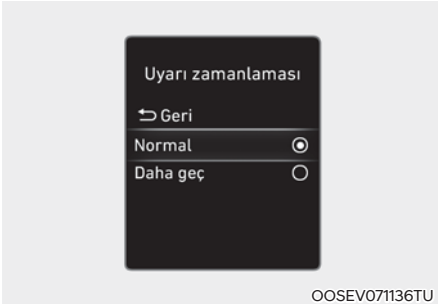 Uyarı zamanlaması
Geri
Normal
Daha geç
OOSEV071136TU